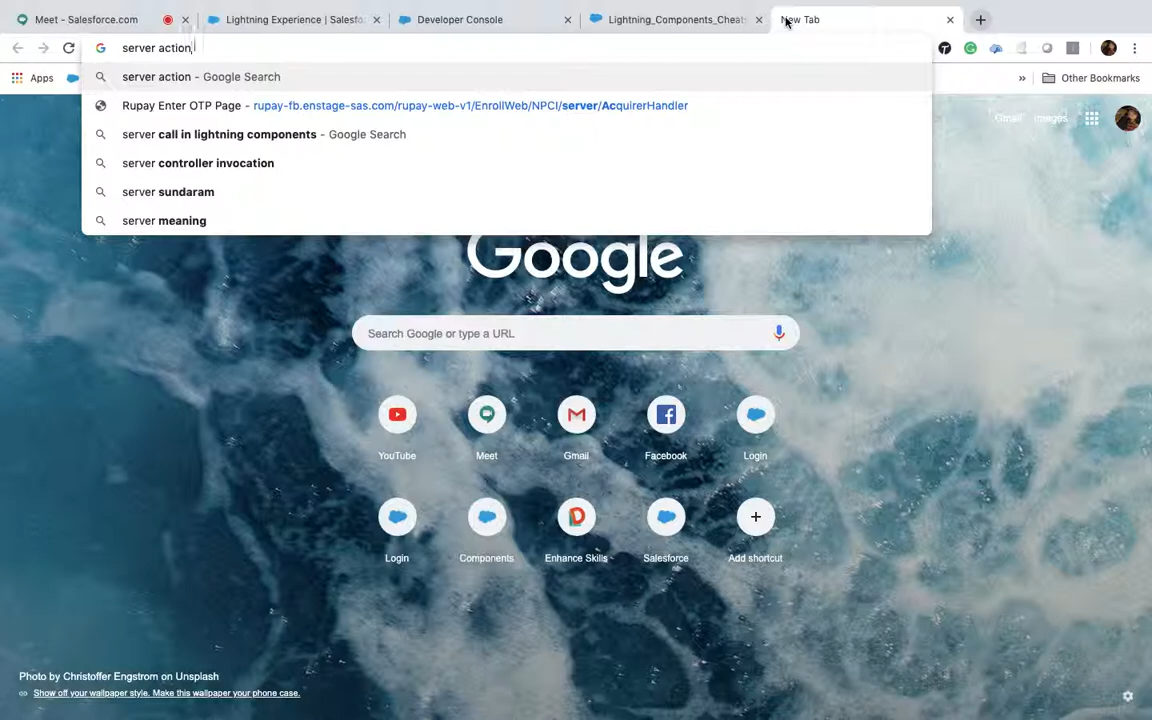 Meet - Salesforce.com
Lightning Experience | Salesfo
Developer Console
Lightning_Components_Cheat
New Tab
server action
Apps
Other Bookmarks
server action - Google Search
Rupay Enter OTP Page - rupay-fb.enstage-sas.com/rupay-web-v1/EnrollWeb/NPCI/server/AcquirerHandler
server call in lightning components - Google Search
server controller invocation
server sundaram
server meaning
Gmail Images
Google
Search Google or type a URL
YouTube
Meet
Gmail
Facebook
Login
Login
Components
Enhance Skills
Salesforce
Add shortcut
Photo by Christoffer Engstrom on Unsplash
Show off your wallpaper style. Make this wallpaper your phone case.